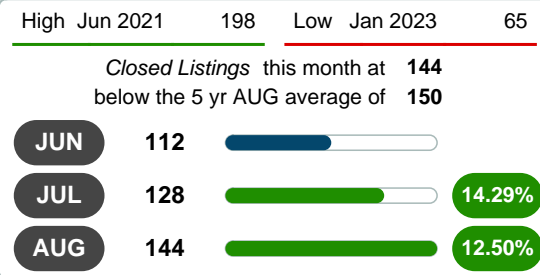 High Jun 2021 198 Low Jan 2023 65
Closed Listings this month at 144
below the 5 yr AUG average of 150
JUN 112
JUL 128 14.29%
AUG 144 12.50%